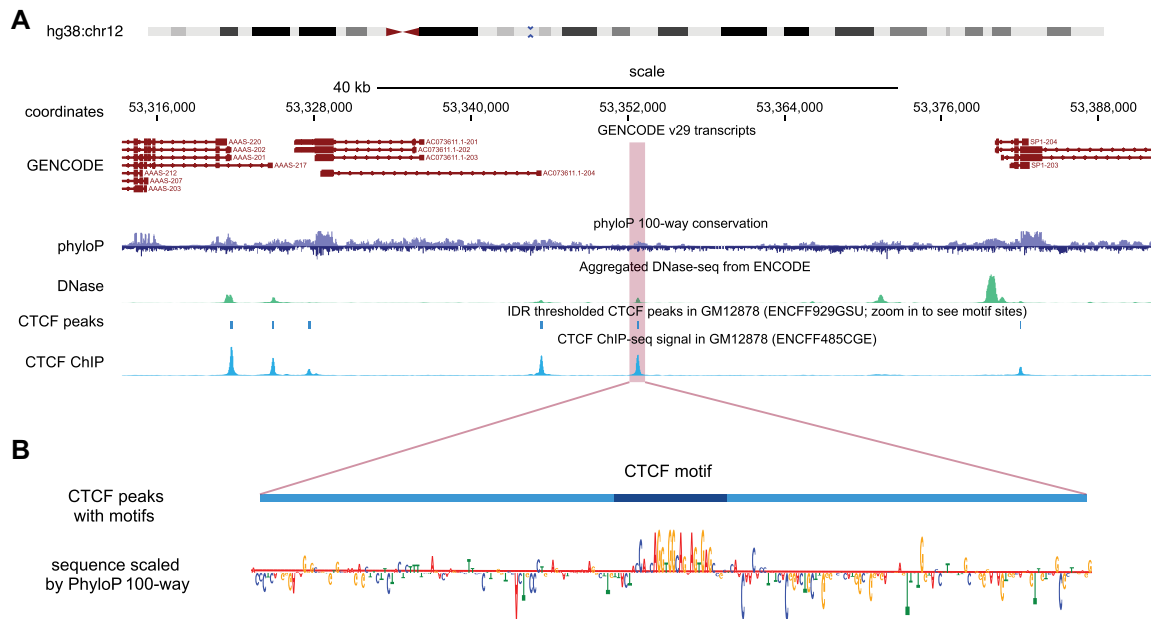 A
hg38:chr12
scale
40 kb
coordinates
53,316,000 53,328,000 53,340,000 53,352,000 53,364,000 53,376,000 53,388,000
GENCODE v29 transcripts
GENCODE
AAAS-220 AC073611.1-201 SP1-204
AAAS-202 AC073611.1-202
AAAS-201 AC073611.1-203
AAAS-217 SP1-203
AAAS-212 AC073611.1-204
AAAS-207
AAAS-203
phyloP 100-way conservation
phyloP
Aggregated DNase-seq from ENCODE
DNase
IDR thresholded CTCF peaks in GM12878 (ENCFF929GSU; zoom in to see motif sites)
CTCF peaks
CTCF ChIP-seq signal in GM12878 (ENCFF485CGE)
CTCF ChIP
B
CTCF motif
CTCF peaks
with motifs
sequence scaled
by PhyloP 100-way